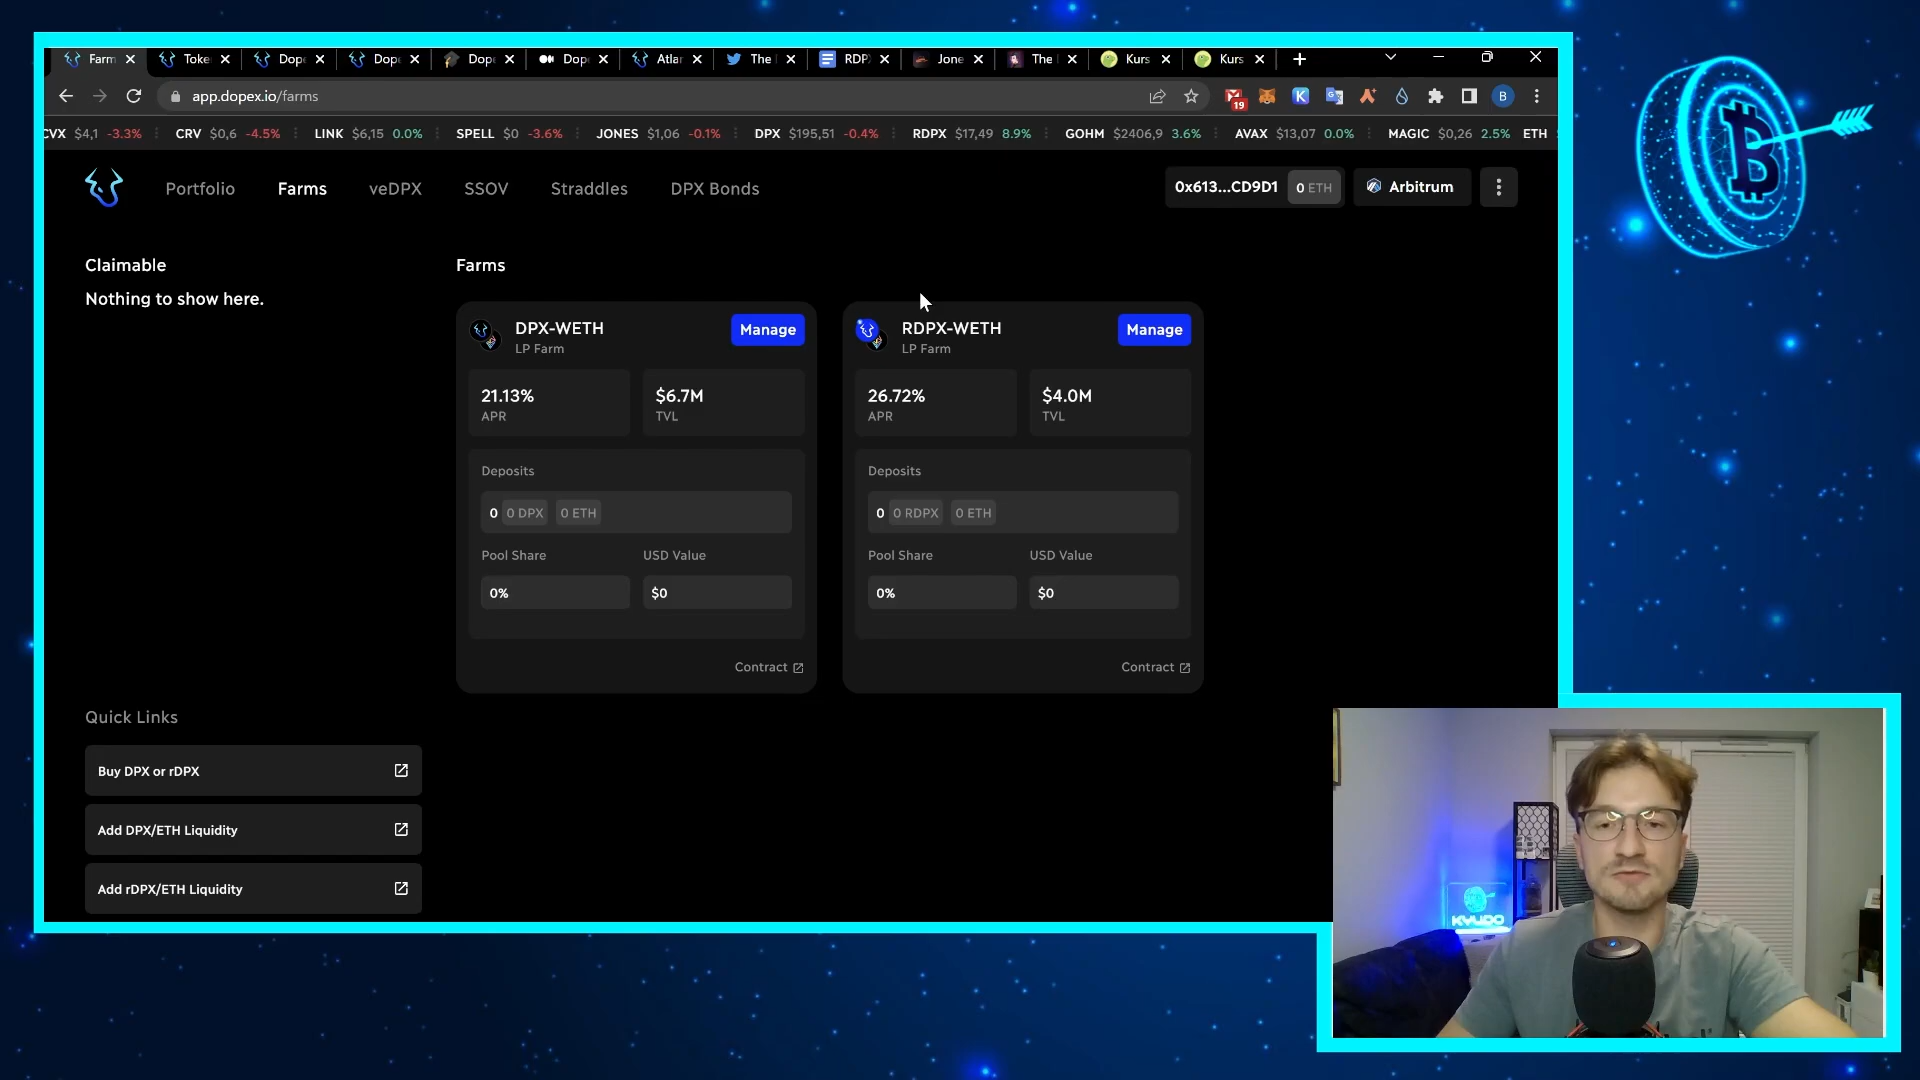 Farm
Toke
Dope
Dope
Dope
Dop
Atlan
The
RDP
Jone
The
Kurs
Kurs
app.dopex.io/farms
19
K
B
CVX $4,1 -3.3% CRV $0,6 -4.5% LINK $6,15 0.0% SPELL $0 -3.6% JONES $1,06 -0.1% DPX $195,51 -0.4% RDPX $17,49 8.9% GOHM $2406,9 3.6% AVAX $13,07 0.0% MAGIC $0,26 2.5% ETH
Portfolio Farms veDPX SSOV Straddles DPX Bonds
0x613...CD9D1 0 ETH Arbitrum
Claimable
Nothing to show here.
Farms
DPX-WETH
LP Farm
Manage
21.13%
APR
$6.7M
TVL
Deposits
0 0 DPX 0 ETH
Pool Share USD Value
0% $0
Contract
RDPX-WETH
LP Farm
Manage
26.72%
APR
$4.0M
TVL
Deposits
0 0 RDPX 0 ETH
Pool Share USD Value
0% $0
Contract
Quick Links
Buy DPX or rDPX
Add DPX/ETH Liquidity
Add rDPX/ETH Liquidity
KYUDO